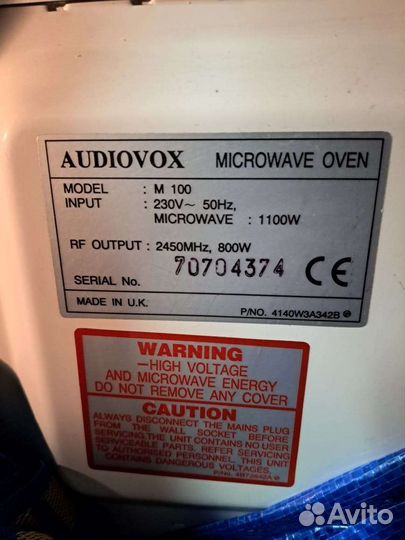 AUDIOVOX MICROWAVE OVEN
MODEL : M 100
INPUT : 230V~ 50Hz,
MICROWAVE : 1100W
RF OUTPUT : 2450MHz, 800W
SERIAL No. 70704374 CE
MADE IN U.K.
P/NO. 4140W3A342B
WARNING
—HIGH VOLTAGE
AND MICROWAVE ENERGY
DO NOT REMOVE ANY COVER
CAUTION
ALWAYS DISCONNECT THE MAINS PLUG
FROM THE WALL SOCKET BEFORE
SERVICING.THE UNIT CONTAINS NO USER
SERVICEABLE PARTS. REFER SERVICING
TO AUTHORISED PERSONNEL. THIS UNIT
CONTAINS DANGEROUS VOLTAGES.
Avito